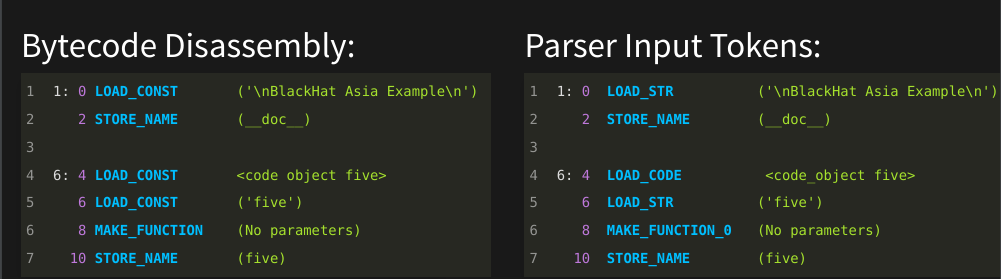 Bytecode Disassembly:
1 1: 0 LOAD_CONST ('\nBlackHat Asia Example\n')
2 2 STORE_NAME (__doc__)
3
4 6: 4 LOAD_CONST <code object five>
5 6 LOAD_CONST ('five')
6 8 MAKE_FUNCTION (No parameters)
7 10 STORE_NAME (five)
Parser Input Tokens:
1 1: 0 LOAD_STR ('\nBlackHat Asia Example\n')
2 2 STORE_NAME (__doc__)
3
4 6: 4 LOAD_CODE <code_object five>
5 6 LOAD_STR ('five')
6 8 MAKE_FUNCTION_0 (No parameters)
7 10 STORE_NAME (five)